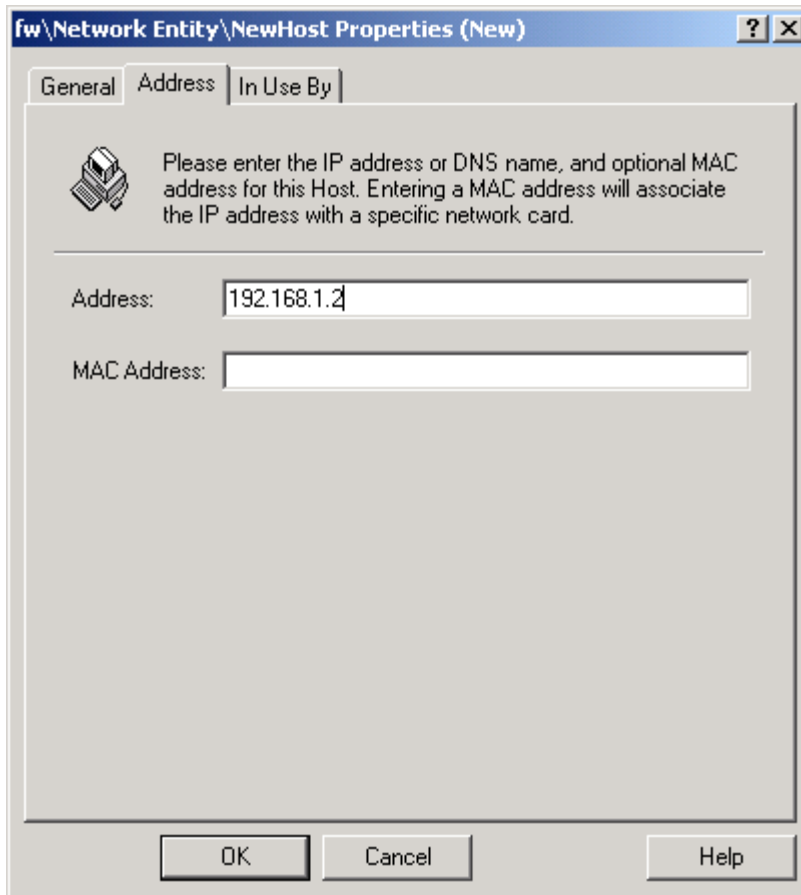 fw\Network Entity\NewHost Properties (New)
General Address In Use By
Please enter the IP address or DNS name, and optional MAC
address for this Host. Entering a MAC address will associate
the IP address with a specific network card.
Address: 192.168.1.2
MAC Address:
OK Cancel Help